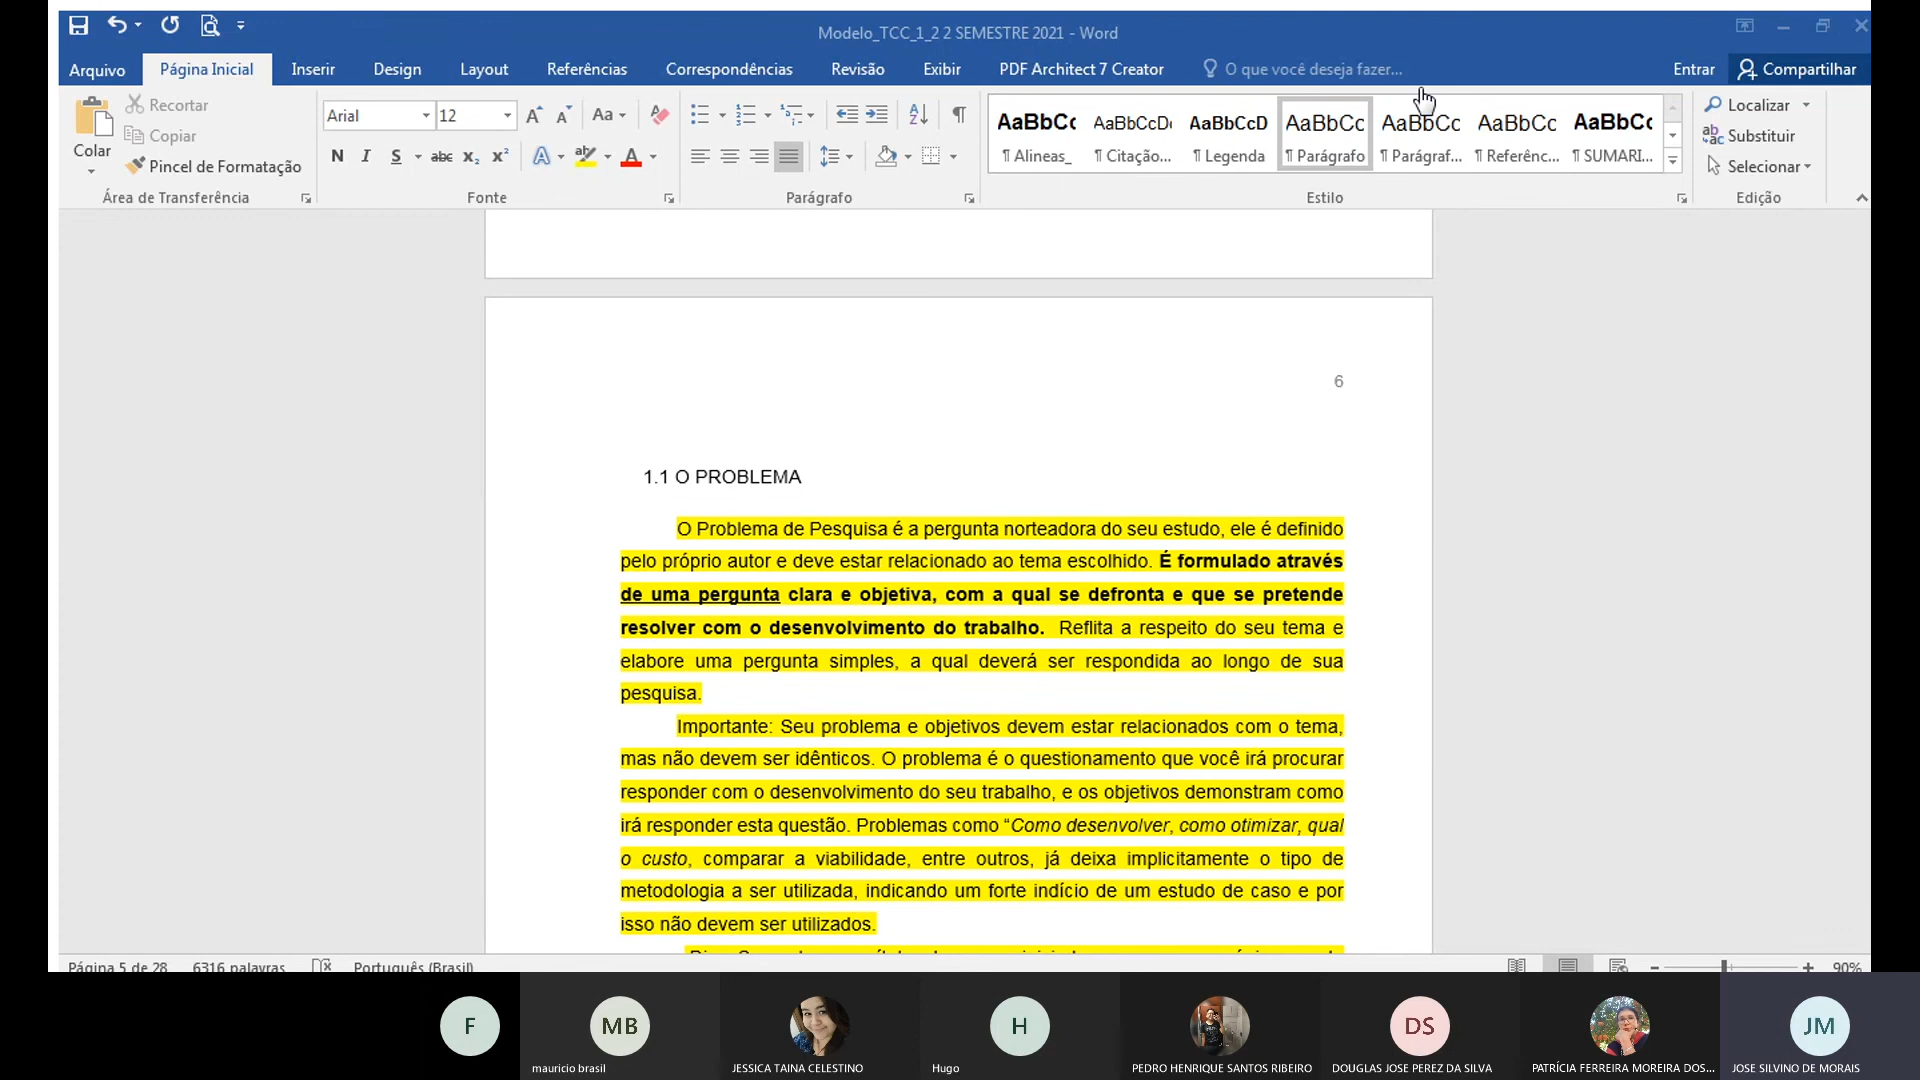 Modelo_TCC_1_2 2 SEMESTRE 2021 - Word
Arquivo Página Inicial Inserir Design Layout Referências Correspondências Revisão Exibir PDF Architect 7 Creator O que você deseja fazer... Entrar Compartilhar
Colar
Recortar
Copiar
Pincel de Formatação
Área de Transferência
Arial 12 Aa
N I S abc x₂ x² A A
Fonte
Parágrafo
AaBbCc AaBbCcDc AaBbCcD AaBbCc AaBbCc AaBbCc AaBbCc
¶ Alineas_ ¶ Citação... ¶ Legenda ¶ Parágrafo ¶ Parágraf... ¶ Referênc... ¶ SUMARI...
Estilo
Localizar
Substituir
Selecionar
Edição
6
1.1 O PROBLEMA
O Problema de Pesquisa é a pergunta norteadora do seu estudo, ele é definido
pelo próprio autor e deve estar relacionado ao tema escolhido. É formulado através
de uma pergunta clara e objetiva, com a qual se defronta e que se pretende
resolver com o desenvolvimento do trabalho. Reflita a respeito do seu tema e
elabore uma pergunta simples, a qual deverá ser respondida ao longo de sua
pesquisa.
Importante: Seu problema e objetivos devem estar relacionados com o tema,
mas não devem ser idênticos. O problema é o questionamento que você irá procurar
responder com o desenvolvimento do seu trabalho, e os objetivos demonstram como
irá responder esta questão. Problemas como “Como desenvolver, como otimizar, qual
o custo, comparar a viabilidade, entre outros, já deixa implicitamente o tipo de
metodologia a ser utilizada, indicando um forte indício de um estudo de caso e por
isso não devem ser utilizados.
Página 5 de 28 6316 palavras Português (Brasil) 90%
F MB H DS JM
mauricio brasil JESSICA TAINA CELESTINO Hugo PEDRO HENRIQUE SANTOS RIBEIRO DOUGLAS JOSE PEREZ DA SILVA PATRÍCIA FERREIRA MOREIRA DOS... JOSE SILVINO DE MORAIS